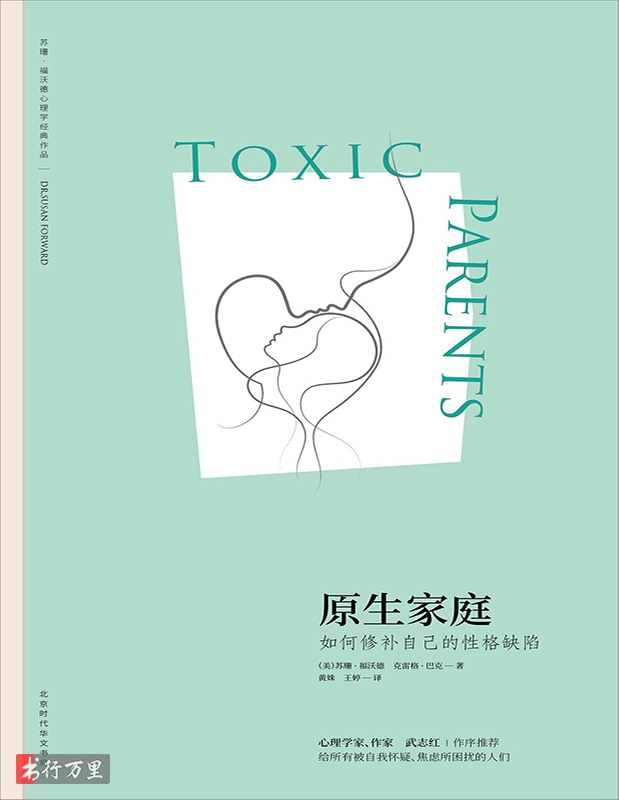 苏珊·福沃德心理学经典作品
DR.SUSAN FORWARD
TOXIC
PARENTS
原生家庭
如何修补自己的性格缺陷
(美)苏珊·福沃德 克雷格·巴克—著
黄姝 王婷—译
心理学家、作家 武志红|作序推荐
给所有被自我怀疑、焦虑所困扰的人们
北京时代华文书
书行万里